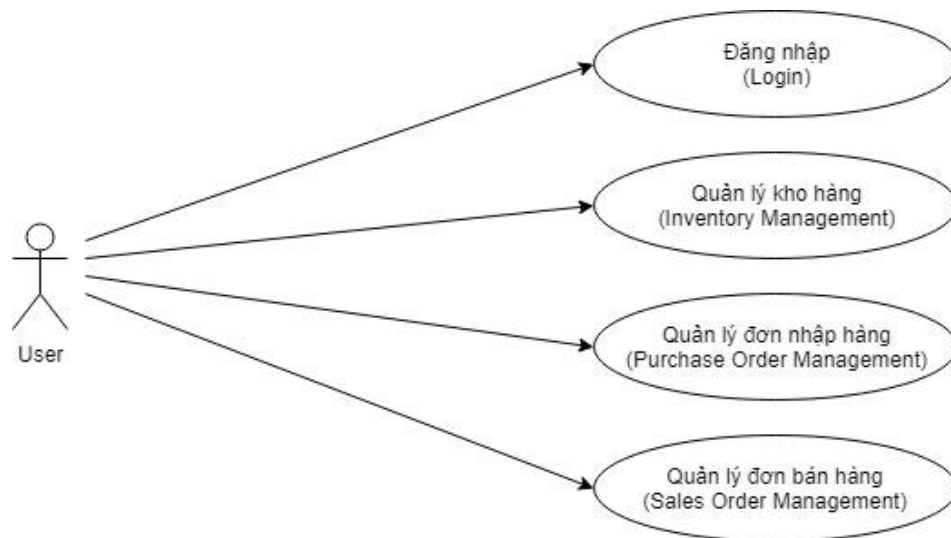 Đăng nhập
(Login)
Quản lý kho hàng
(Inventory Management)
User
Quản lý đơn nhập hàng
(Purchase Order Management)
Quản lý đơn bán hàng
(Sales Order Management)